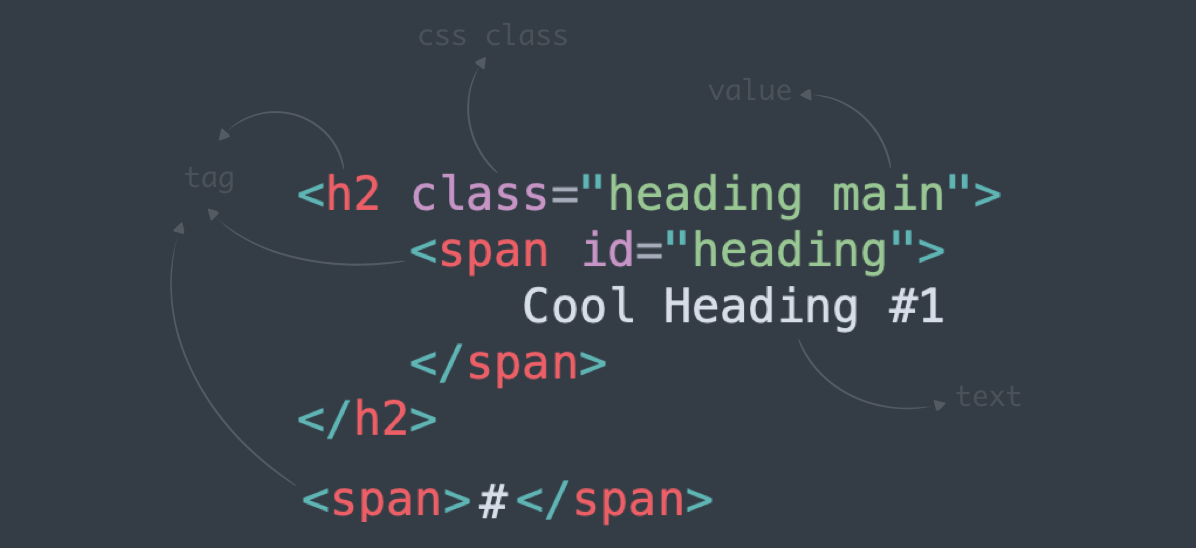 css class
value
tag
<h2 class="heading main">
<span id="heading">
Cool Heading #1
</span>
text
</h2>
<span>#</span>